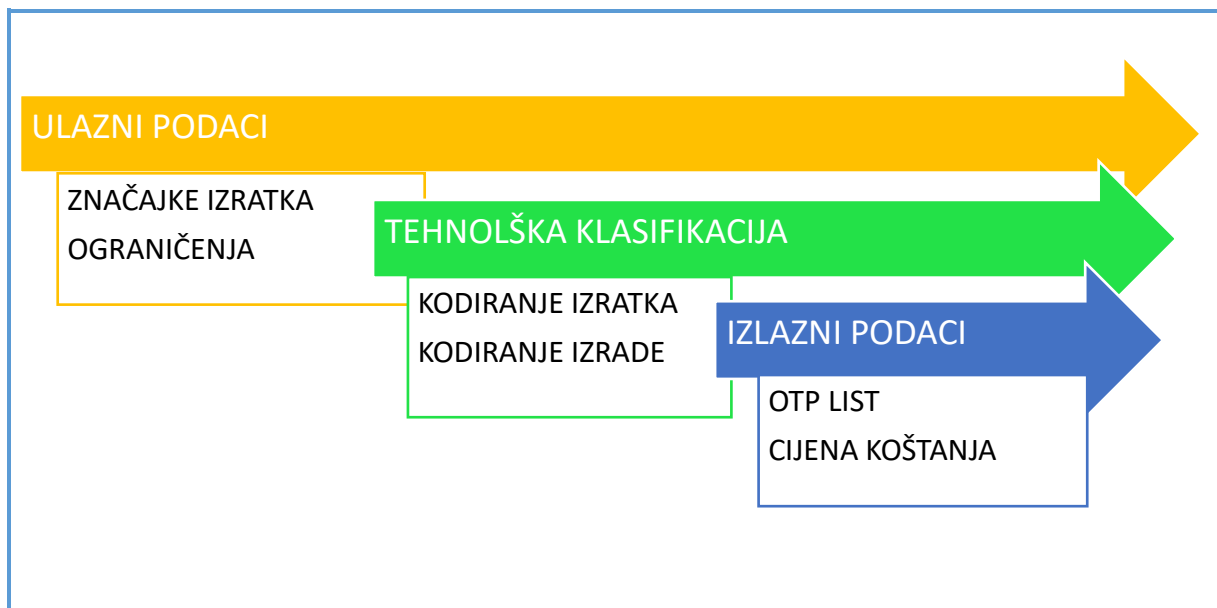 ULAZNI PODACI
ZNAČAJKE IZRATKA
OGRANIČENJA
TEHNOLŠKA KLASIFIKACIJA
KODIRANJE IZRATKA
KODIRANJE IZRADE
IZLAZNI PODACI
OTP LIST
CIJENA KOŠTANJA